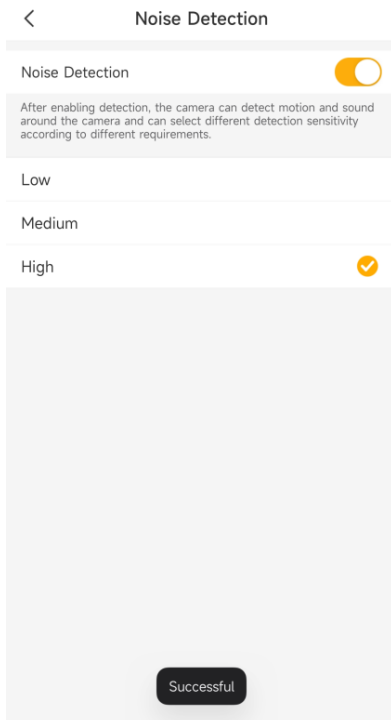 Noise Detection
Noise Detection
After enabling detection, the camera can detect motion and sound
around the camera and can select different detection sensitivity
according to different requirements.
Low
Medium
High
Successful